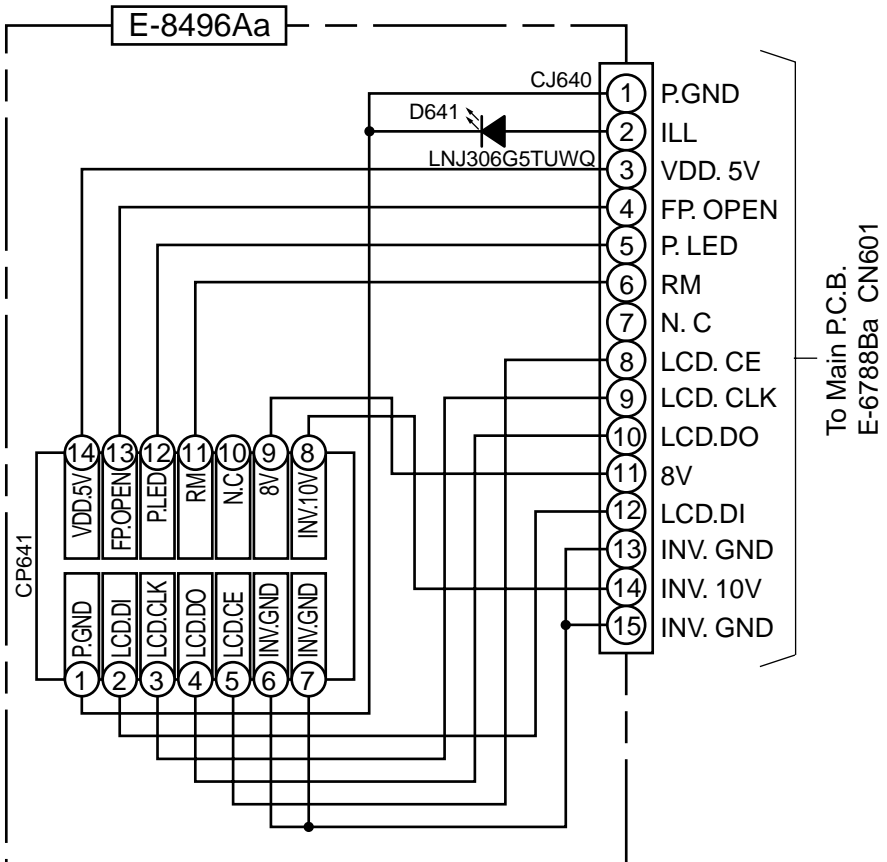 E-8496Aa
CJ640
D641
LNJ306G5TUWQ
1 P.GND
2 ILL
3 VDD. 5V
4 FP. OPEN
5 P. LED
6 RM
7 N. C
8 LCD. CE
9 LCD. CLK
10 LCD.DO
11 8V
12 LCD.DI
13 INV. GND
14 INV. 10V
15 INV. GND
To Main P.C.B.
E-6788Ba CN601
CP641
14 13 12 11 10 9 8
VDD.5V
FP.OPEN
P.LED
RM
N.C
8V
INV.10V
P.GND
LCD.DI
LCD.CLK
LCD.DO
LCD.CE
INV.GND
INV.GND
1 2 3 4 5 6 7